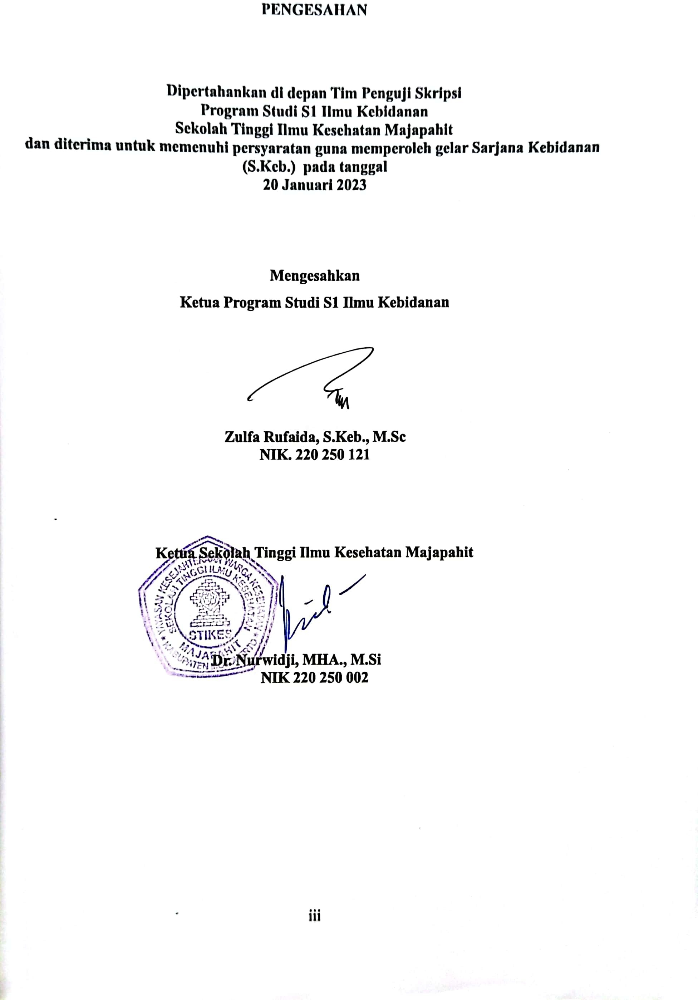 PENGESAHAN
Dipertahankan di depan Tim Penguji Skripsi
Program Studi S1 Ilmu Kebidanan
Sekolah Tinggi Ilmu Kesehatan Majapahit
dan diterima untuk memenuhi persyaratan guna memperoleh gelar Sarjana Kebidanan
(S.Keb.) pada tanggal
20 Januari 2023
Mengesahkan
Ketua Program Studi S1 Ilmu Kebidanan
Zulfa Rufaida, S.Keb., M.Sc
NIK. 220 250 121
Ketua Sekolah Tinggi Ilmu Kesehatan Majapahit
YAYASAN KESEJAHTERAAN WARGA KESEHATAN
SEKOLAH TINGGI ILMU KESEHATAN
STIKES
MAJAPAHIT
KABUPATEN
Dr. Nurwidji, MHA., M.Si
NIK 220 250 002
iii